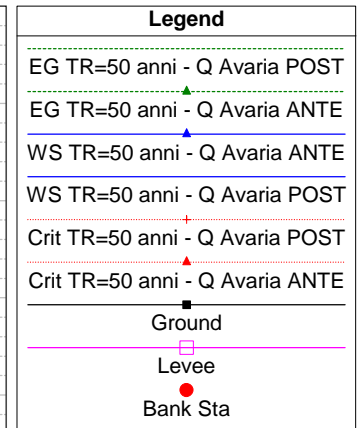 Legend
EG TR=50 anni - Q Avaria POST
EG TR=50 anni - Q Avaria ANTE
WS TR=50 anni - Q Avaria ANTE
WS TR=50 anni - Q Avaria POST
Crit TR=50 anni - Q Avaria POST
Crit TR=50 anni - Q Avaria ANTE
Ground
Levee
Bank Sta